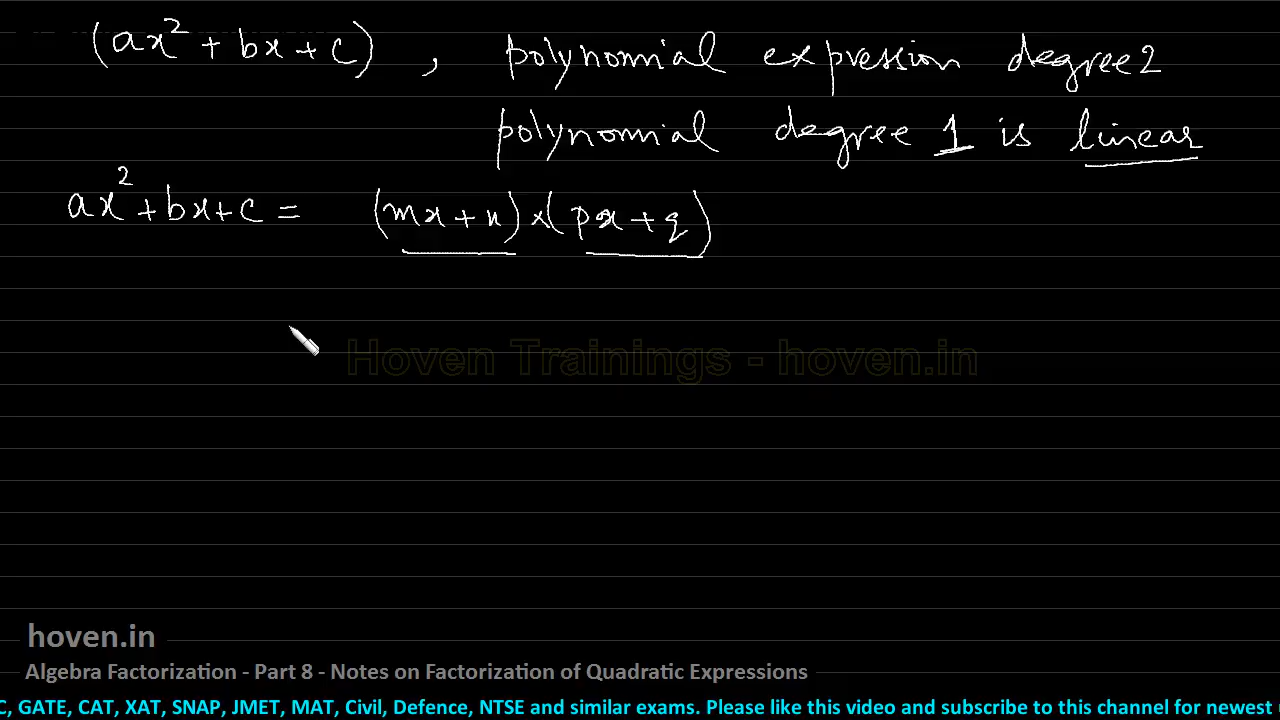 (ax² + bx + c) , polynomial expression degree 2
polynomial degree 1 is linear
ax² + bx + c = (mx + n) × (px + q)
Hoven Trainings - hoven.in
hoven.in
Algebra Factorization - Part 8 - Notes on Factorization of Quadratic Expressions
C, GATE, CAT, XAT, SNAP, JMET, MAT, Civil, Defence, NTSE and similar exams. Please like this video and subscribe to this channel for newest